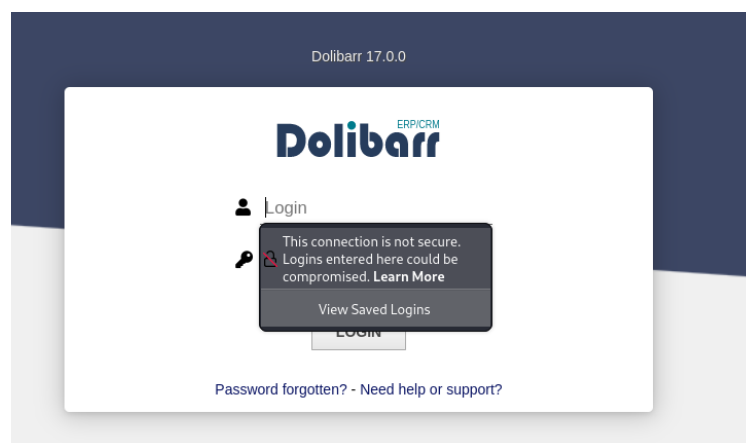 Dolibarr 17.0.0
Dolibarr ERP/CRM
Login
This connection is not secure.
Logins entered here could be
compromised. Learn More
View Saved Logins
LOGIN
Password forgotten? - Need help or support?